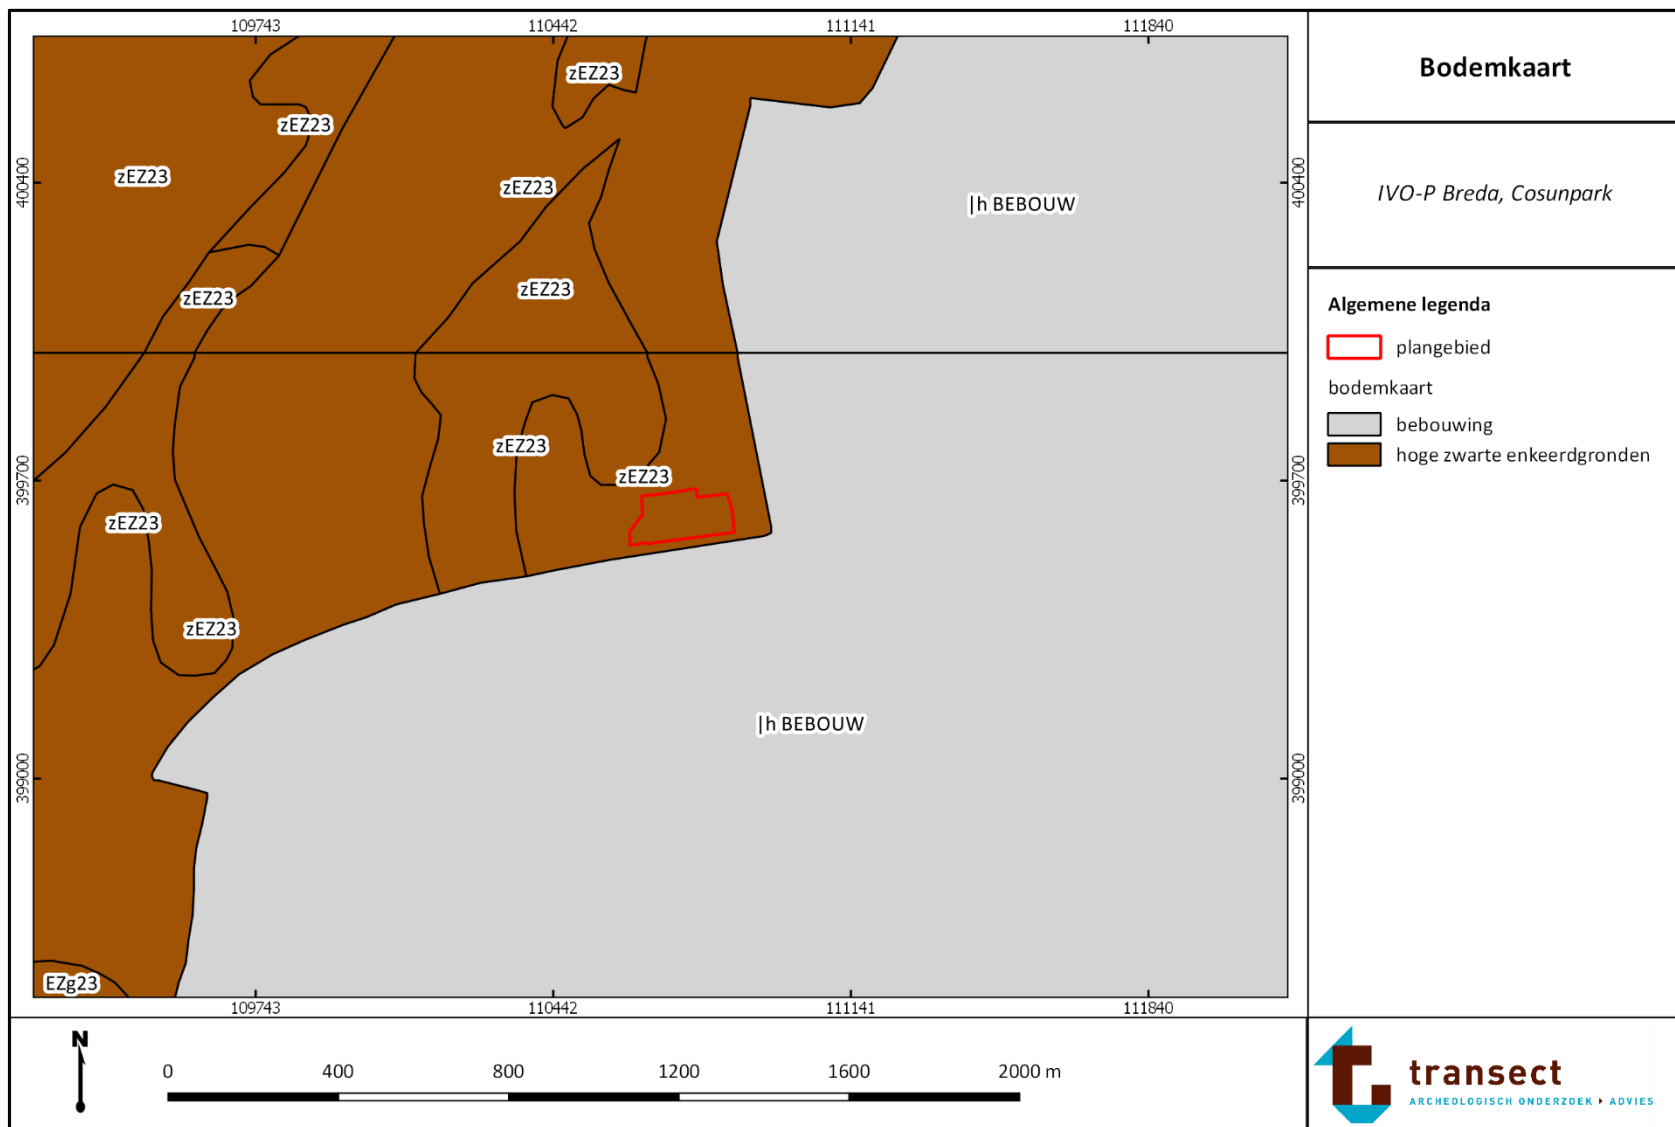 109743 110442 111141 111840
Bodemkaart
IVO-P Breda, Cosunpark
Algemene legenda
plangebied
bodemkaart
bebouwing
hoge zwarte enkeerdgronden
zEZ23
zEZ23
zEZ23
400400
400400
zEZ23
|h BEBOUW
zEZ23
zEZ23
zEZ23
zEZ23
399700
399700
zEZ23
zEZ23
|h BEBOUW
399000
399000
EZg23
109743 110442 111141 111840
N
0 400 800 1200 1600 2000 m
transect
ARCHEOLOGISCH ONDERZOEK ▸ ADVIES